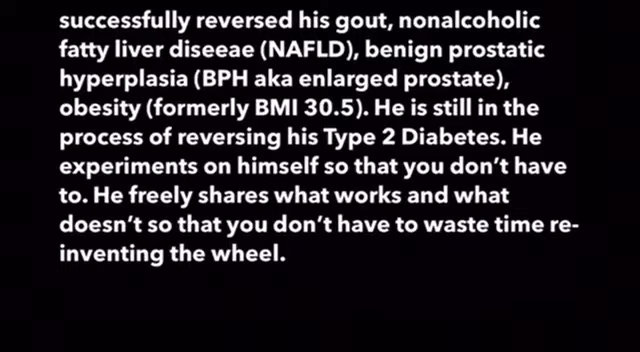 successfully reversed his gout, nonalcoholic
fatty liver diseeae (NAFLD), benign prostatic
hyperplasia (BPH aka enlarged prostate),
obesity (formerly BMI 30.5). He is still in the
process of reversing his Type 2 Diabetes. He
experiments on himself so that you don’t have
to. He freely shares what works and what
doesn’t so that you don’t have to waste time re-
inventing the wheel.